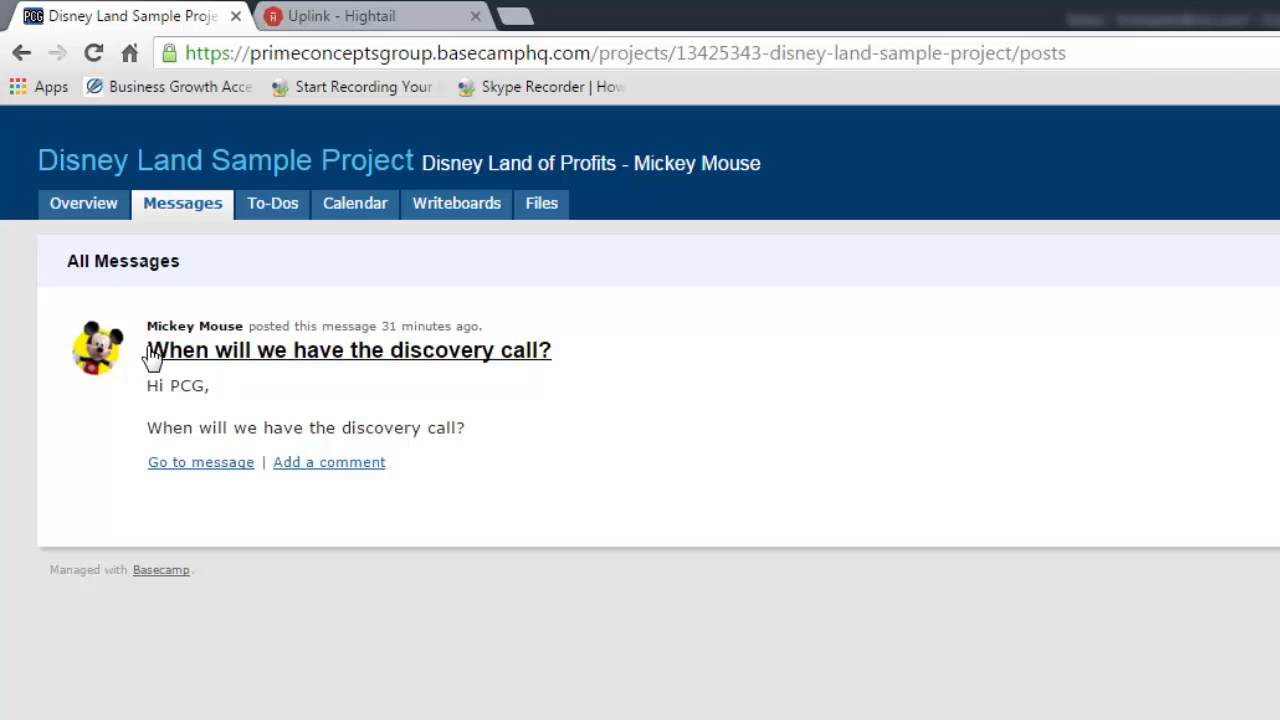 PCG Disney Land Sample Proje
Uplink - Hightail
https://primeconceptsgroup.basecamphq.com/projects/13425343-disney-land-sample-project/posts
Apps Business Growth Acce Start Recording Your Skype Recorder | How
Disney Land Sample Project Disney Land of Profits - Mickey Mouse
Overview Messages To-Dos Calendar Writeboards Files
All Messages
Mickey Mouse posted this message 31 minutes ago.
When will we have the discovery call?
Hi PCG,
When will we have the discovery call?
Go to message | Add a comment
Managed with Basecamp.